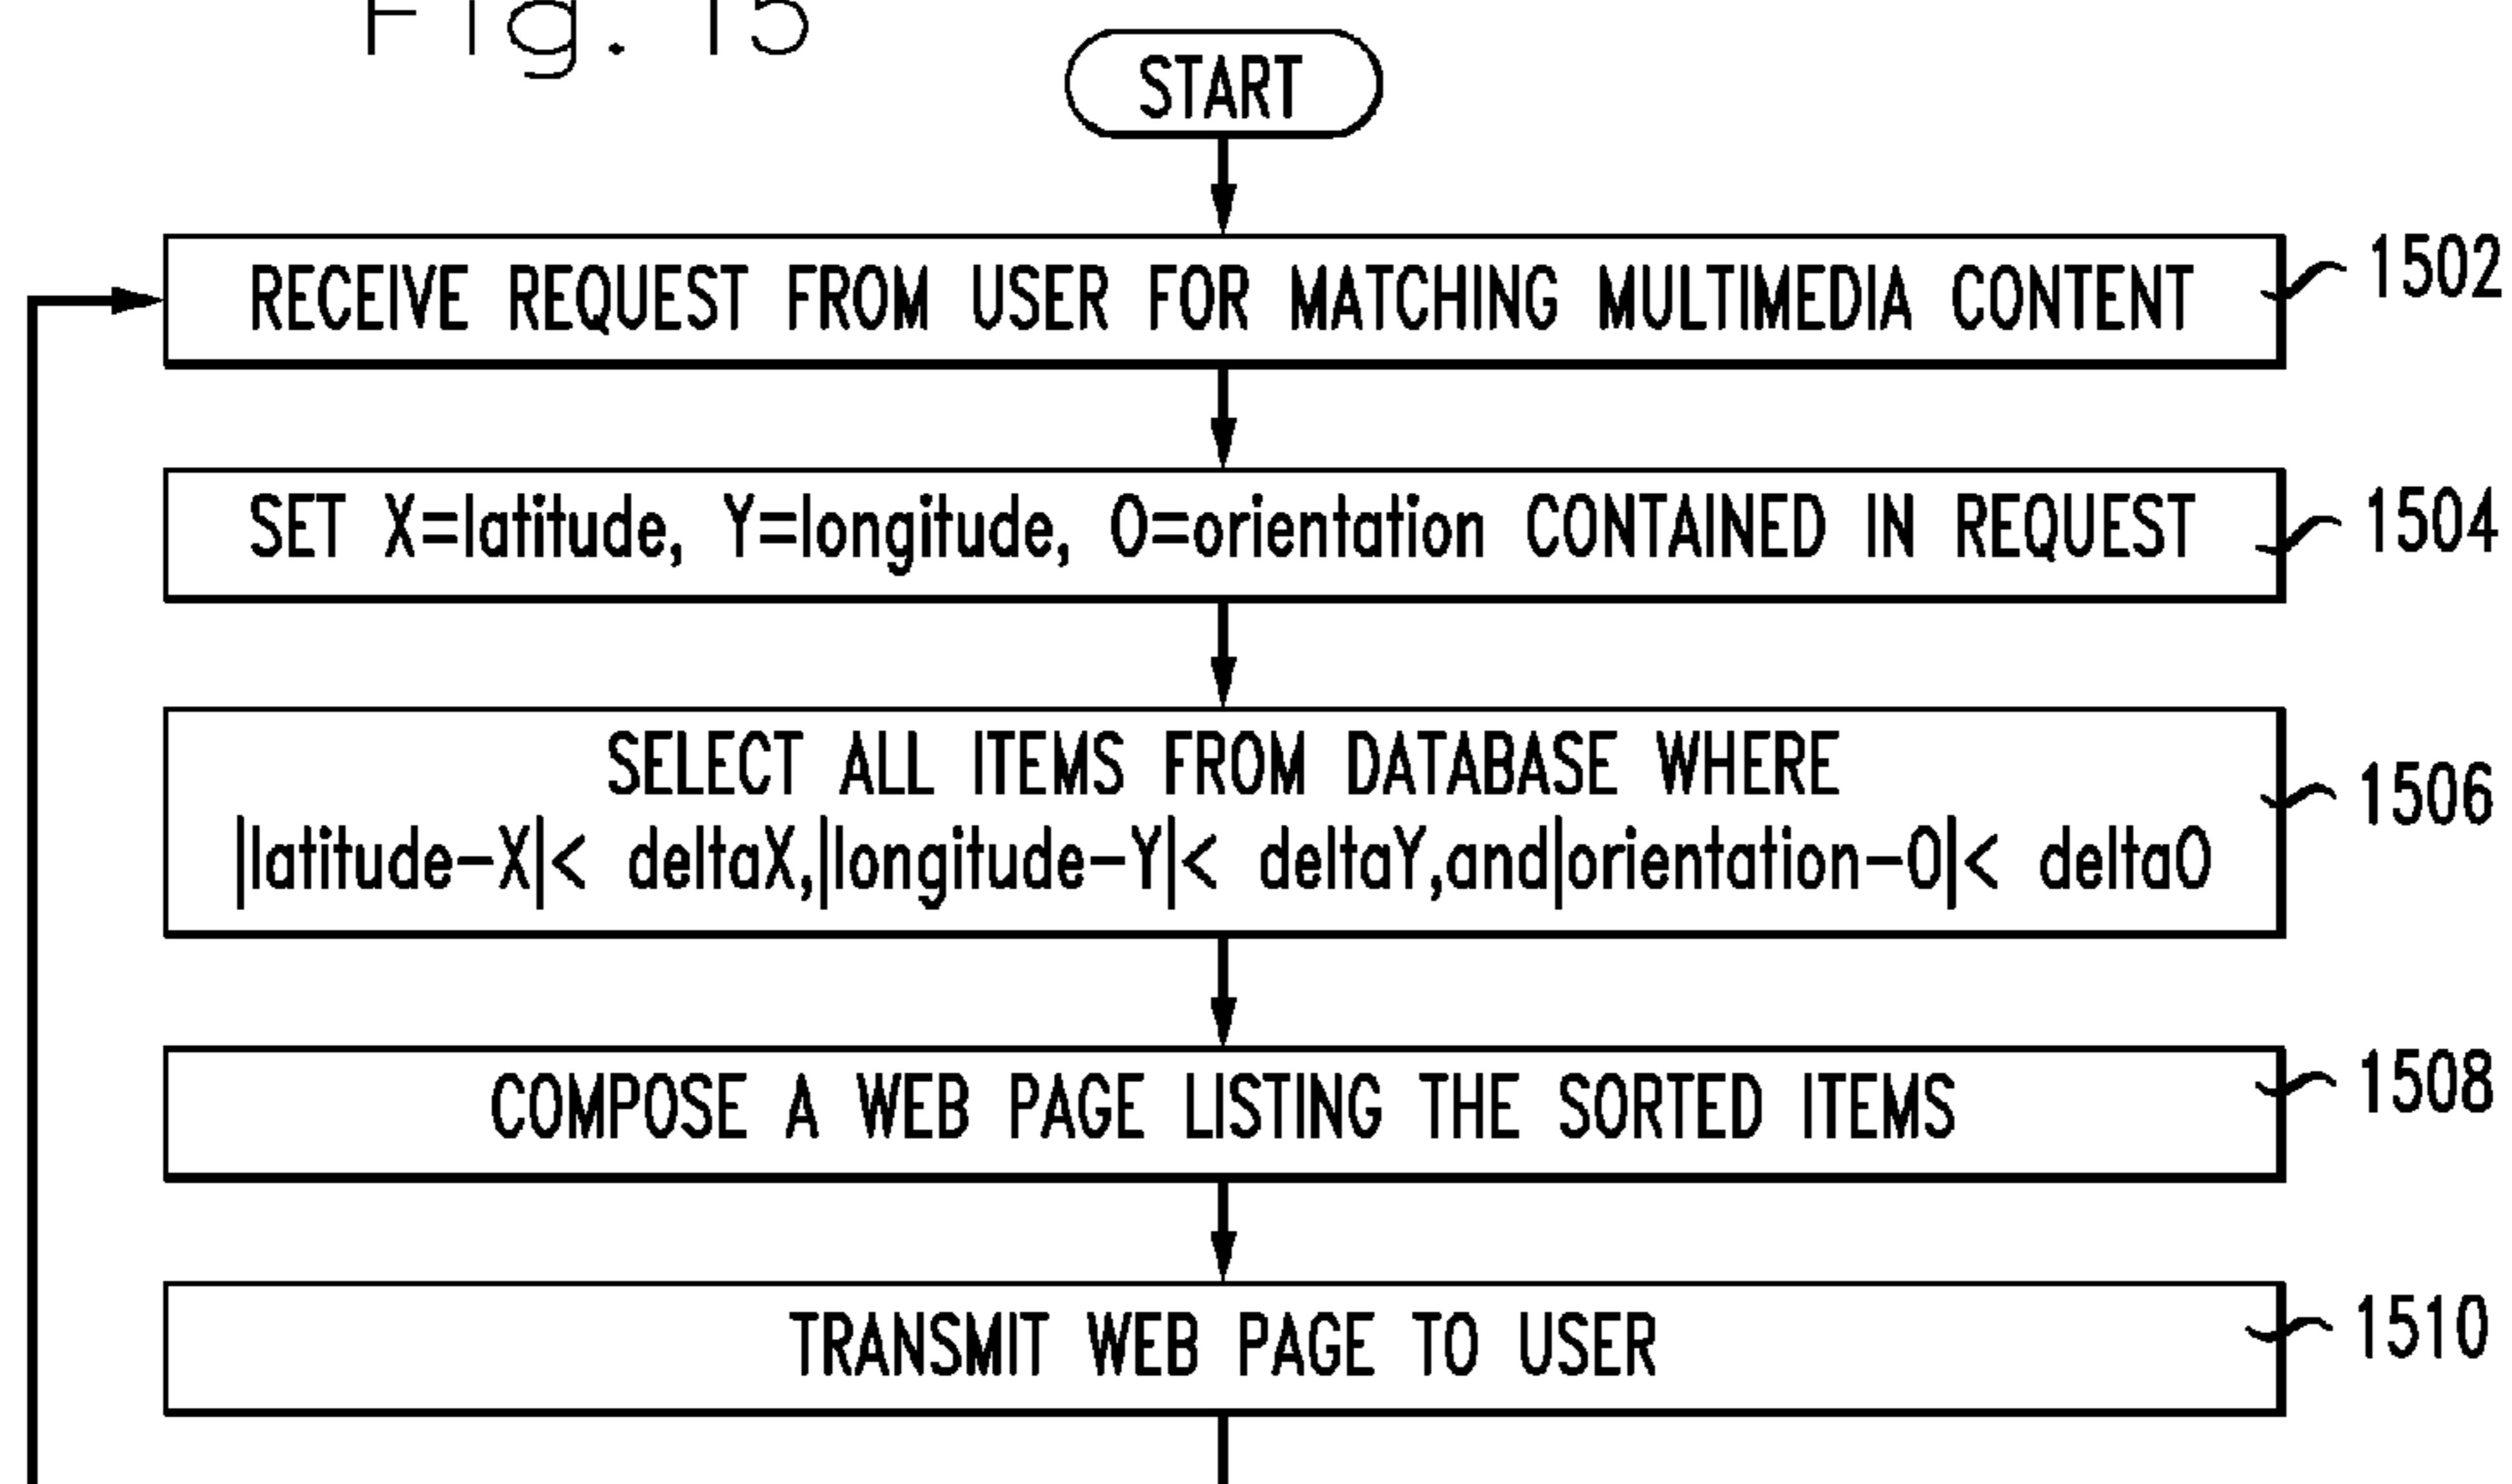 Fig. 15
START
RECEIVE REQUEST FROM USER FOR MATCHING MULTIMEDIA CONTENT
1502
SET X=latitude, Y=longitude, O=orientation CONTAINED IN REQUEST
1504
SELECT ALL ITEMS FROM DATABASE WHERE
|latitude-X|< deltaX,|longitude-Y|< deltaY,and|orientation-O|< deltaO
1506
COMPOSE A WEB PAGE LISTING THE SORTED ITEMS
1508
TRANSMIT WEB PAGE TO USER
1510